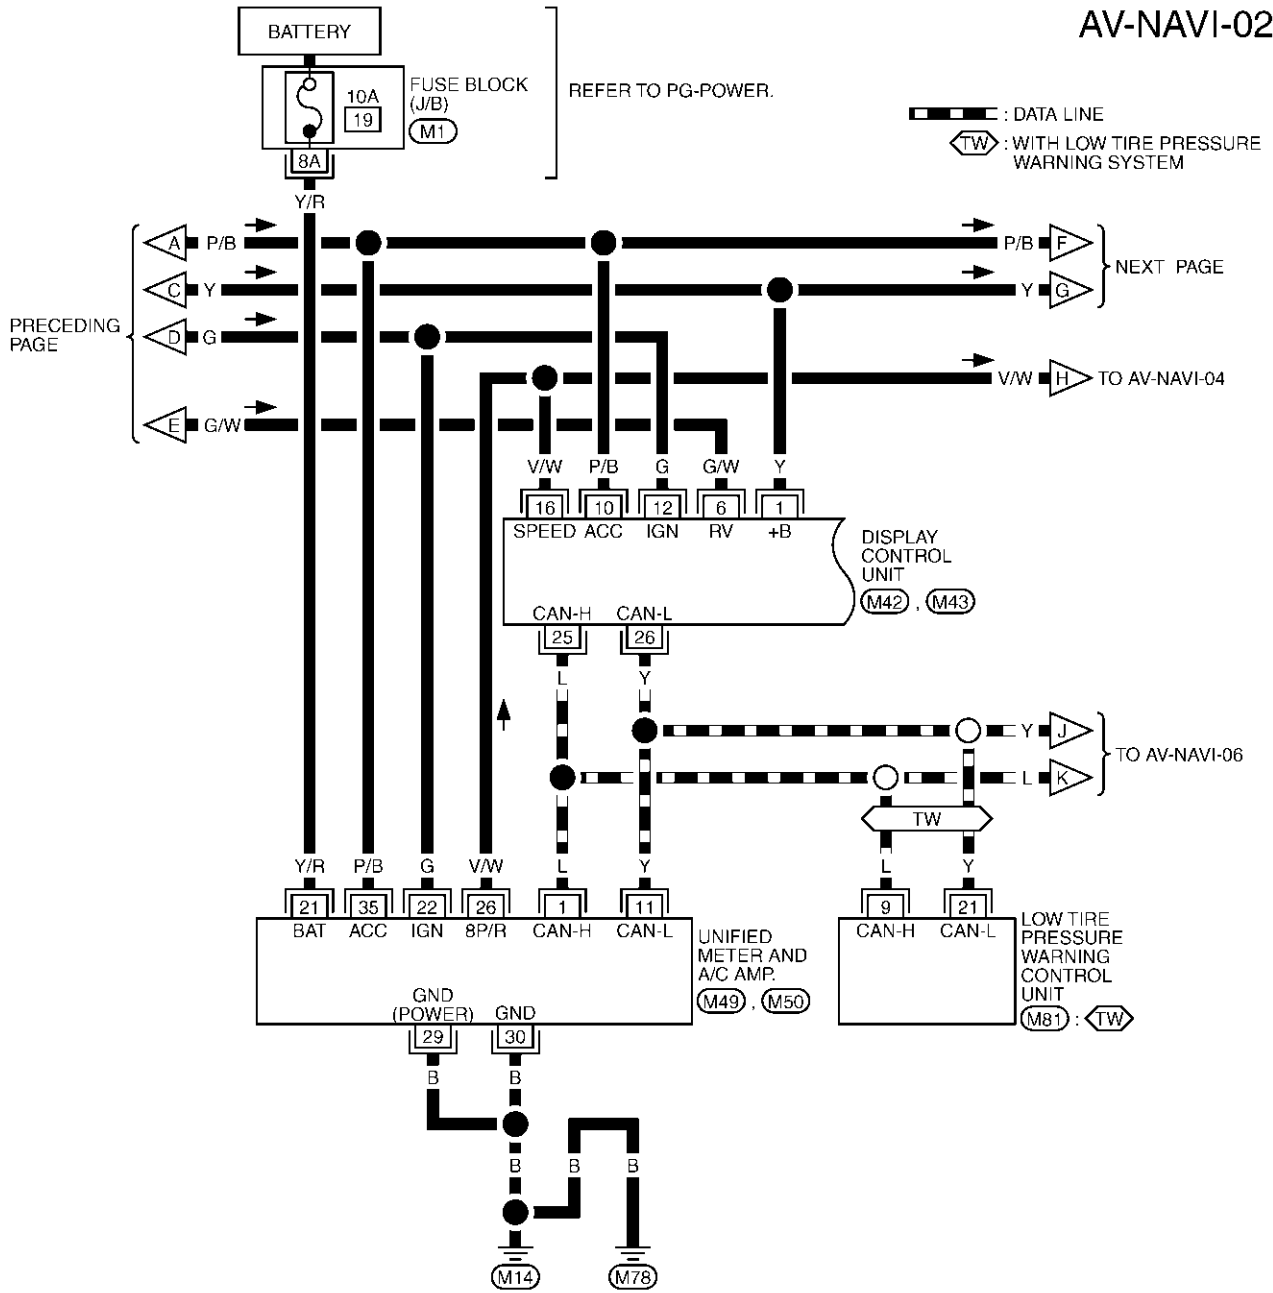 AV-NAVI-02
BATTERY
FUSE BLOCK
(J/B)
M1
10A
19
8A
REFER TO PG-POWER.
: DATA LINE
TW : WITH LOW TIRE PRESSURE
WARNING SYSTEM
Y/R
PRECEDING
PAGE
A P/B P/B F
C Y Y G
NEXT PAGE
D G
V/W H TO AV-NAVI-04
E G/W
V/W P/B G G/W Y
16 10 12 6 1
SPEED ACC IGN RV +B
DISPLAY
CONTROL
UNIT
M42 , M43
CAN-H CAN-L
25 26
L Y
Y J
L K
TO AV-NAVI-06
TW
Y/R P/B G V/W L Y L Y
21 35 22 26 1 11 9 21
BAT ACC IGN 8P/R CAN-H CAN-L CAN-H CAN-L
UNIFIED
METER AND
A/C AMP.
M49 , M50
LOW TIRE
PRESSURE
WARNING
CONTROL
UNIT
M81 : TW
GND
(POWER) GND
29 30
B B
B B B
M14 M78